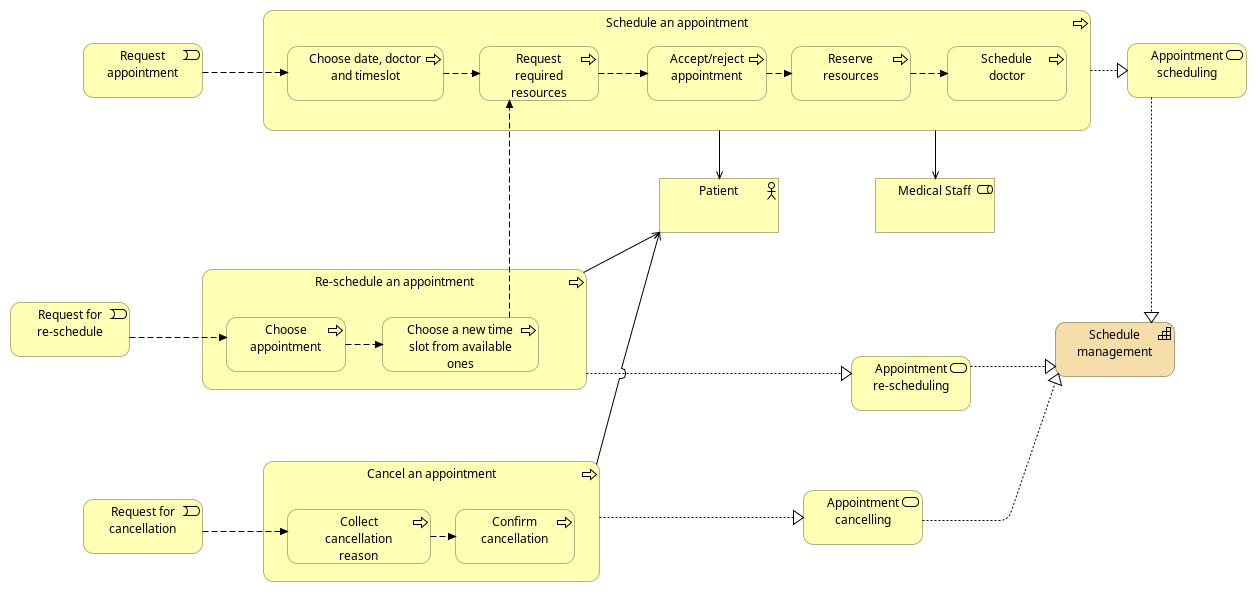 Schedule an appointment
Request
appointment
Choose date, doctor
and timeslot
Request
required
resources
Accept/reject
appointment
Reserve
resources
Schedule
doctor
Appointment
scheduling
Patient
Medical Staff
Re-schedule an appointment
Request for
re-schedule
Choose
appointment
Choose a new time
slot from available
ones
Schedule
management
Appointment
re-scheduling
Cancel an appointment
Request for
cancellation
Collect
cancellation
reason
Confirm
cancellation
Appointment
cancelling